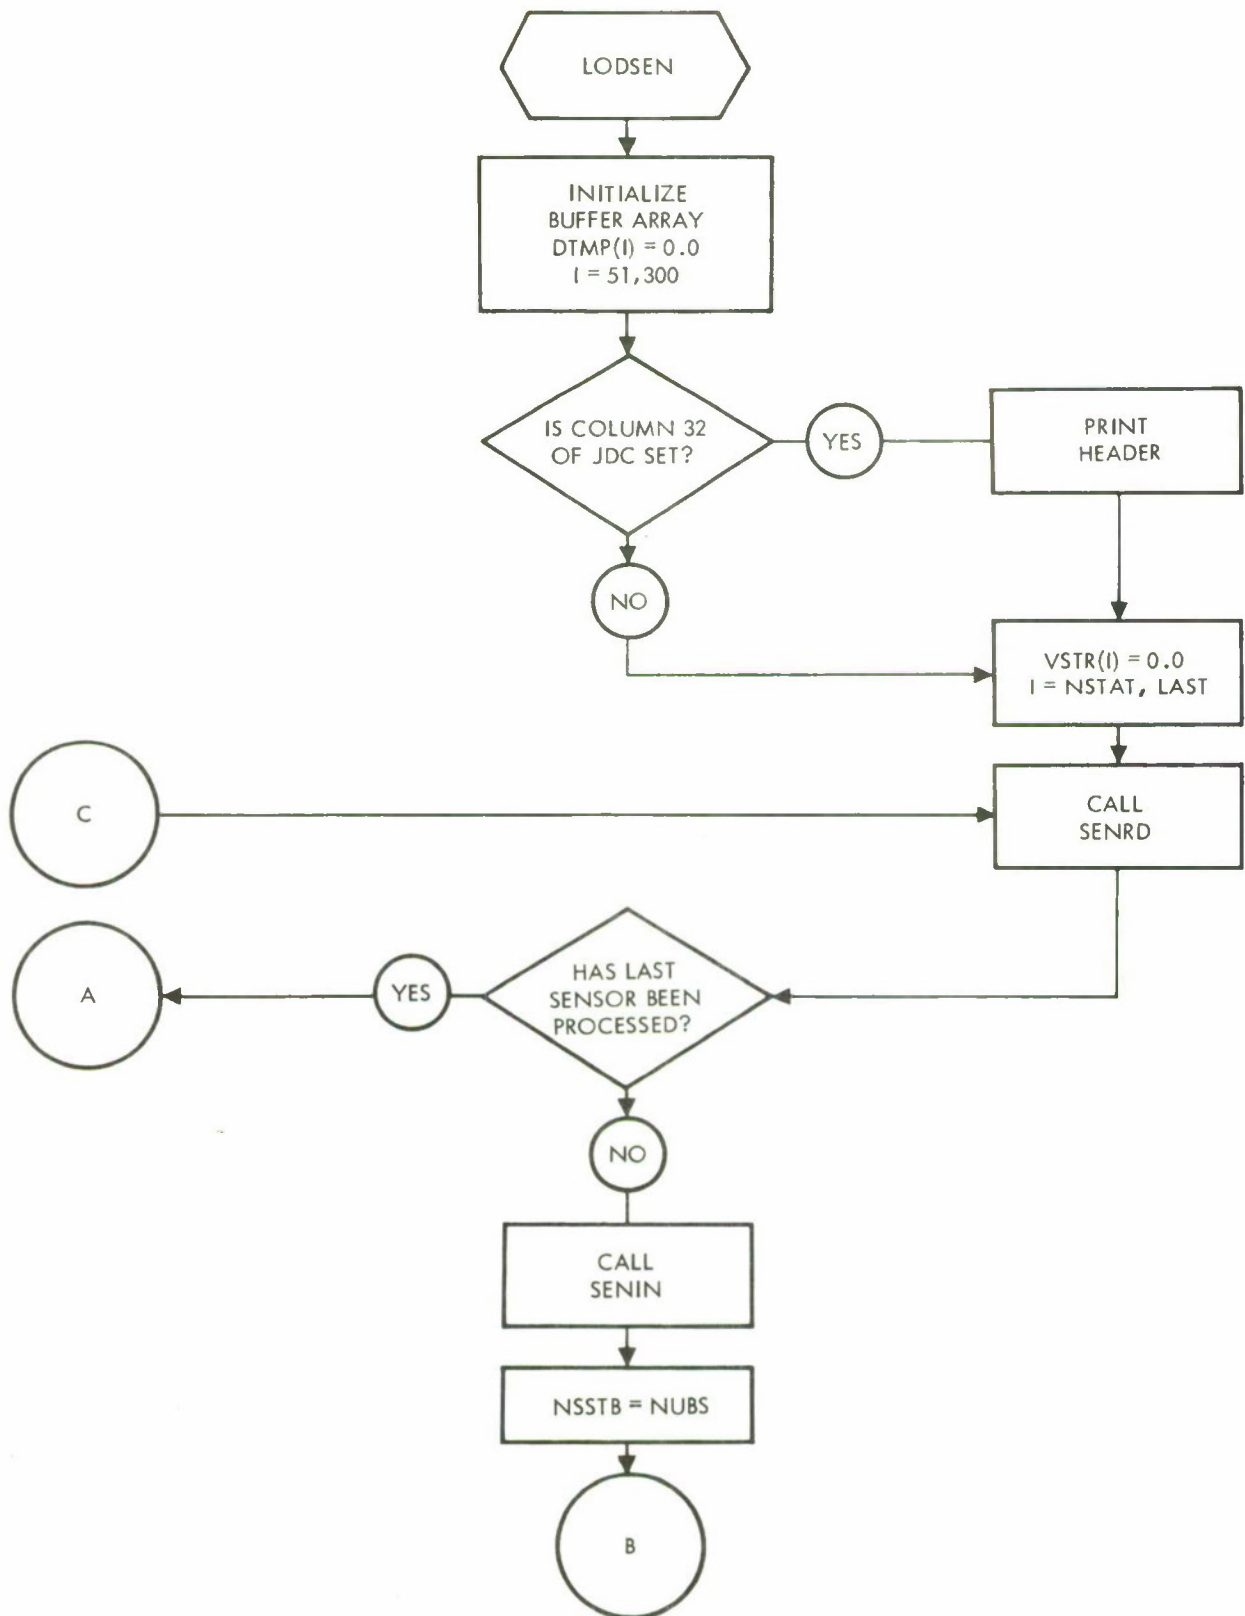 LODSEN
INITIALIZE
BUFFER ARRAY
DTMP(I) = 0.0
I = 51,300
IS COLUMN 32
OF JDC SET?
YES
PRINT
HEADER
NO
VSTR(I) = 0.0
I = NSTAT, LAST
C
CALL
SENRD
A
YES
HAS LAST
SENSOR BEEN
PROCESSED?
NO
CALL
SENIN
NSSTB = NUBS
B